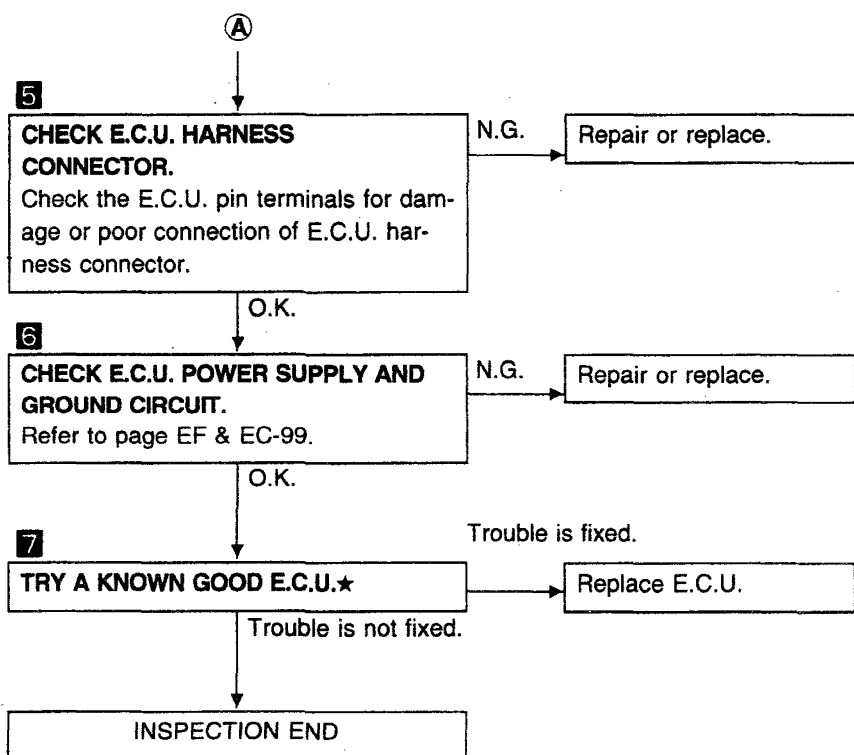 A
5
CHECK E.C.U. HARNESS
CONNECTOR.
Check the E.C.U. pin terminals for dam-
age or poor connection of E.C.U. har-
ness connector.
N.G.
Repair or replace.
O.K.
6
CHECK E.C.U. POWER SUPPLY AND
GROUND CIRCUIT.
Refer to page EF & EC-99.
N.G.
Repair or replace.
O.K.
7
TRY A KNOWN GOOD E.C.U.★
Trouble is fixed.
Replace E.C.U.
Trouble is not fixed.
INSPECTION END